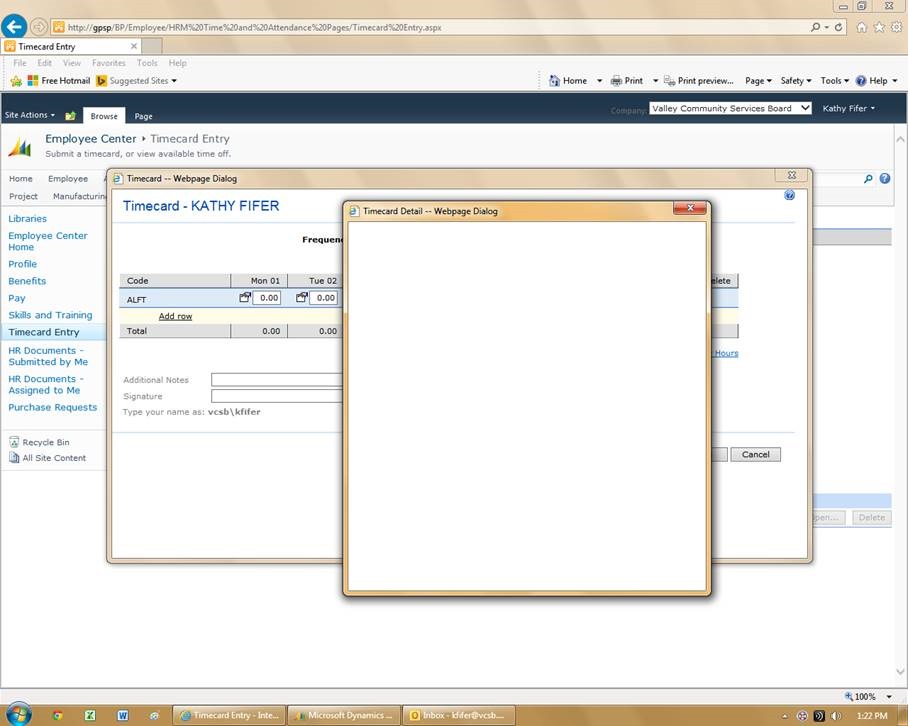 http://gpsp/BP/Employee/HRM%20Time%20and%20Attendance%20Pages/Timecard%20Entry.aspx
Timecard Entry
File Edit View Favorites Tools Help
Free Hotmail Suggested Sites Home Print Print preview... Page Safety Tools Help
Site Actions Browse Page Company: Valley Community Services Board Kathy Fifer
Employee Center Timecard Entry
Submit a timecard, or view available time off.
Home Employee
Project Manufacturin
Libraries
Employee Center
Home
Profile
Benefits
Pay
Skills and Training
Timecard Entry
HR Documents -
Submitted by Me
HR Documents -
Assigned to Me
Purchase Requests
Recycle Bin
All Site Content
Timecard -- Webpage Dialog
Timecard - KATHY FIFER
Frequen
Code Mon 01 Tue 02 elete
ALFT 0.00 0.00
Add row
Total 0.00 0.00
Hours
Additional Notes
Signature
Type your name as: vcsb\kfifer
Cancel
Timecard Detail -- Webpage Dialog
pen... Delete
100%
Timecard Entry - Inte... Microsoft Dynamics ... Inbox - kfifer@vcsb.... 1:22 PM